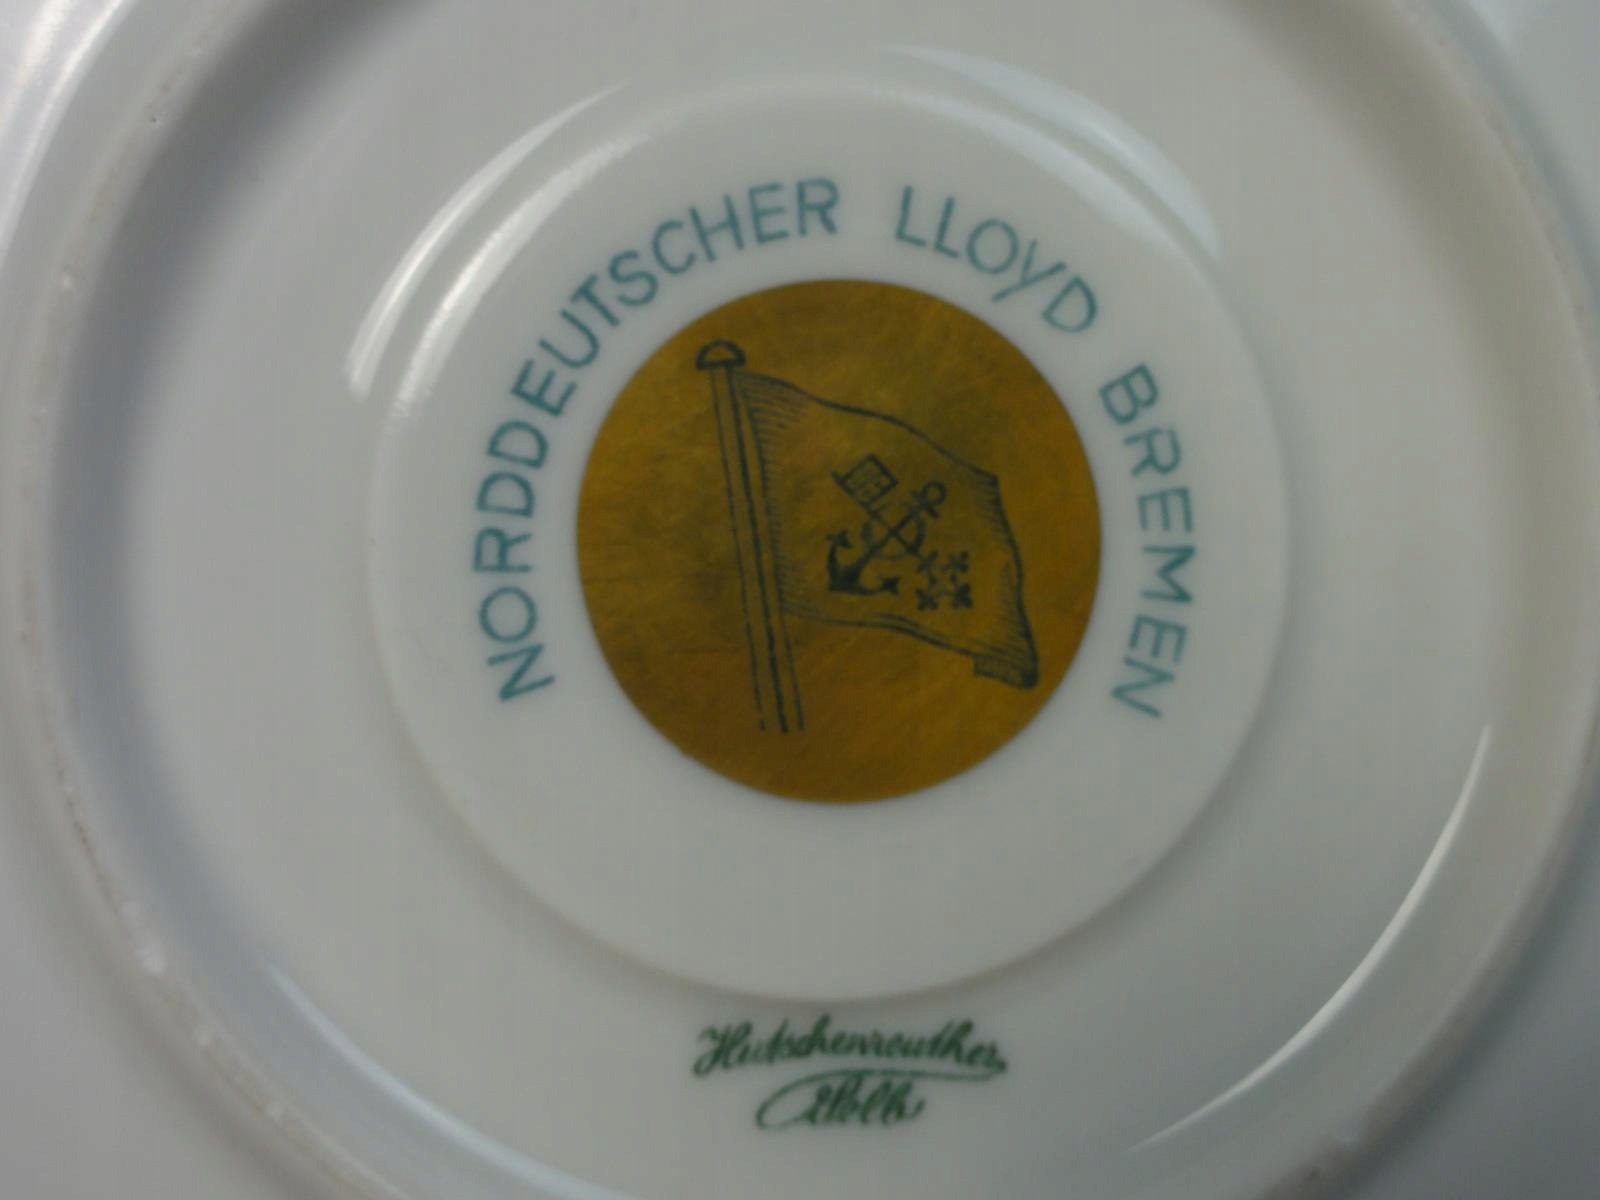 NORDDEUTSCHER LLOYD BREMEN
Hutschenreuther
Selb